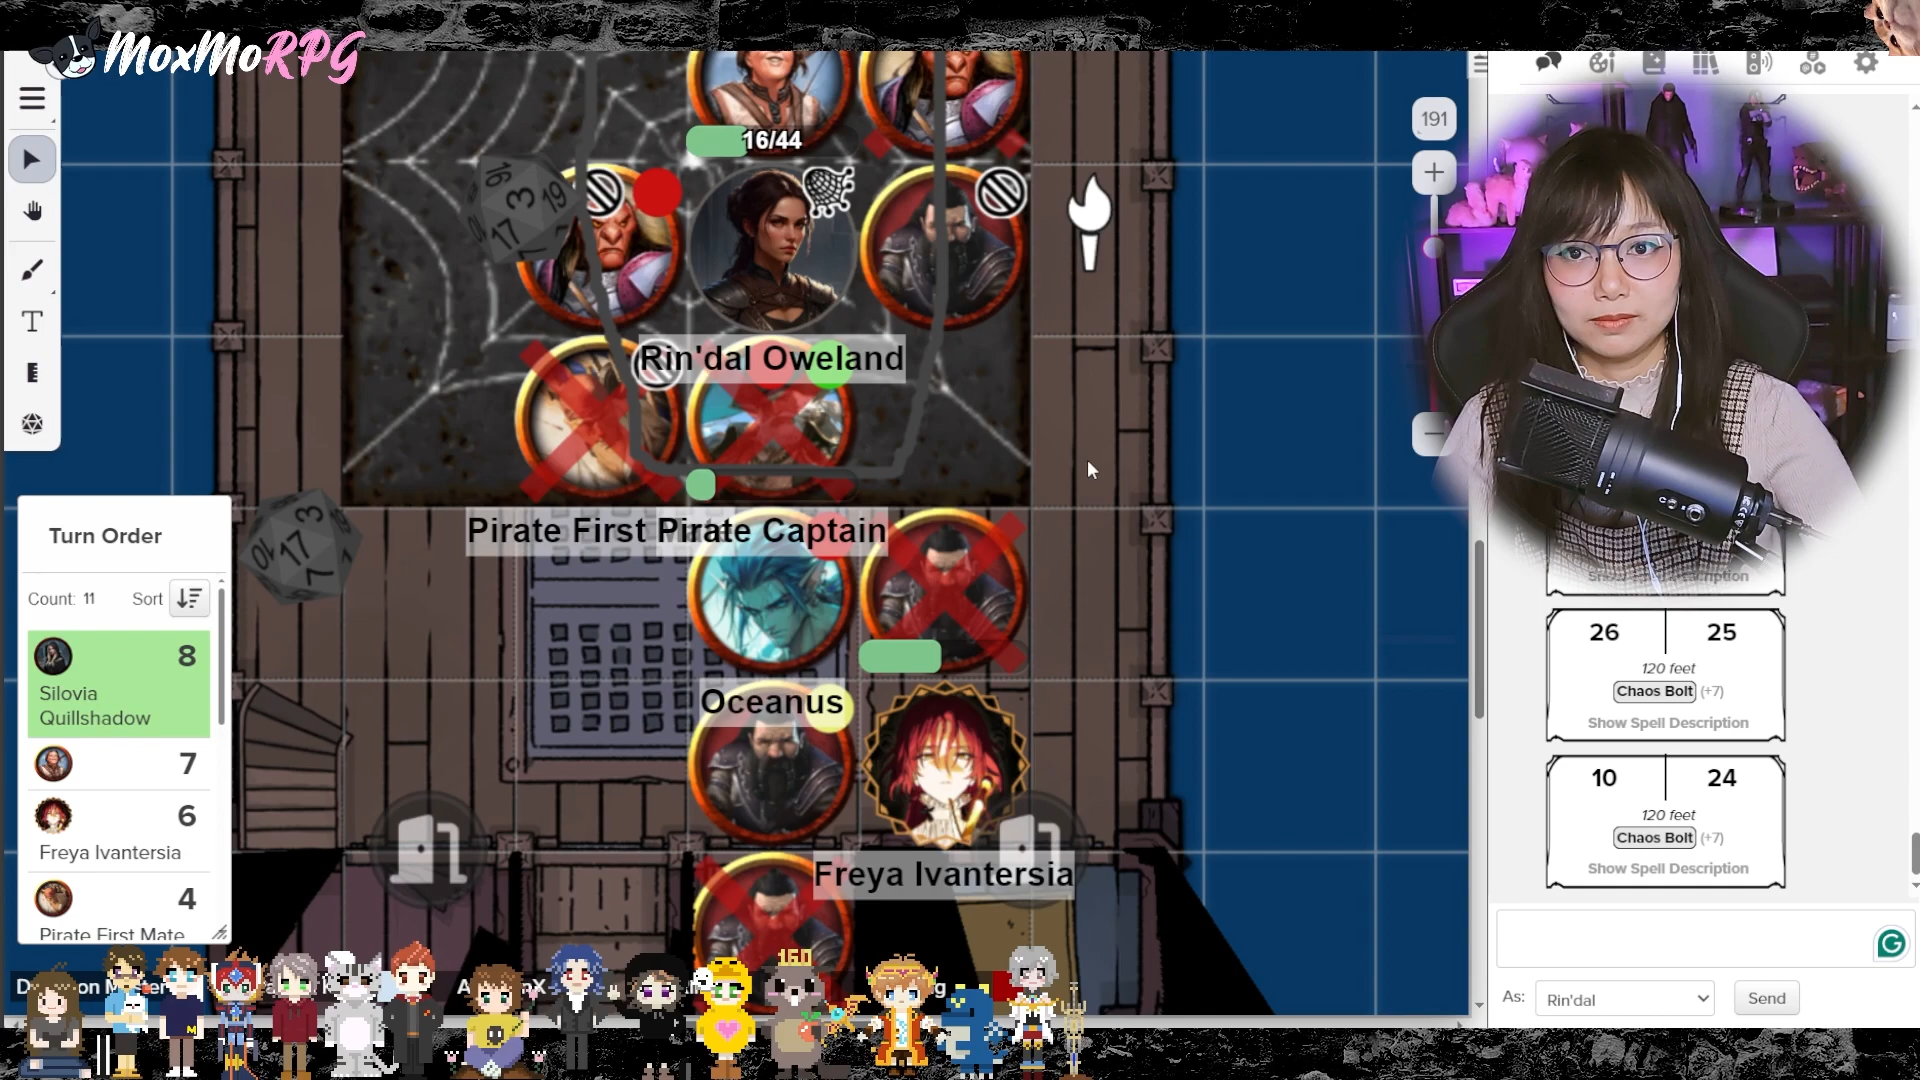 MoxMoRPG
16/44
191
Rin'dal Oweland
Pirate First
Pirate Captain
Oceanus
Freya Ivantersia
Turn Order
Count: 11
Sort
8
Silovia
Quillshadow
7
6
Freya Ivantersia
4
Pirate First Mate
26
25
120 feet
Chaos Bolt (+7)
Show Spell Description
10
24
120 feet
Chaos Bolt (+7)
Show Spell Description
As:
Rin'dal
Send
160